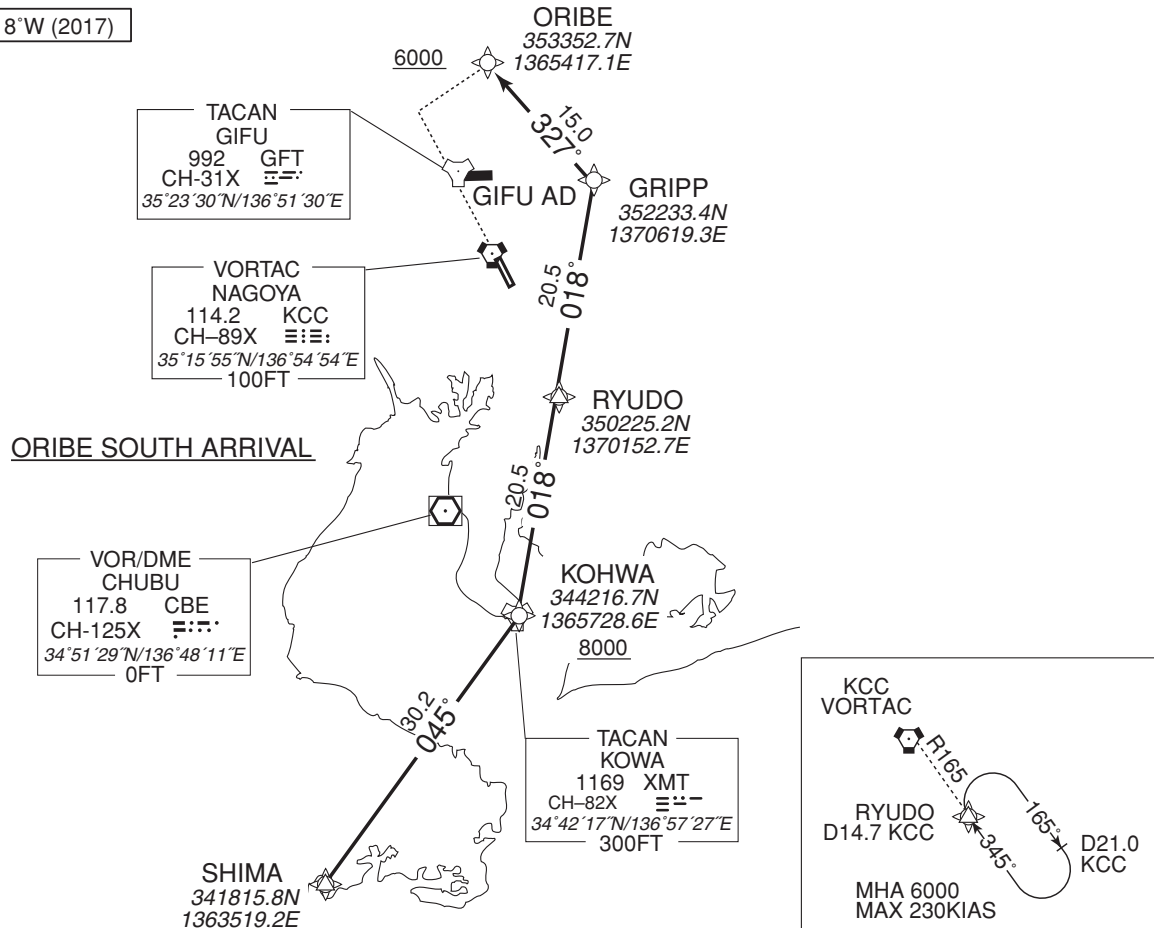 8°W (2017)
ORIBE
353352.7N
1365417.1E
6000
15.0
327°
TACAN
GIFU
992 GFT
CH-31X
35°23´30˝N/136°51´30˝E
GIFU AD
GRIPP
352233.4N
1370619.3E
VORTAC
NAGOYA
114.2 KCC
CH–89X
35°15´55˝N/136°54´54˝E
100FT
20.5
018°
RYUDO
350225.2N
1370152.7E
ORIBE SOUTH ARRIVAL
20.5
018°
VOR/DME
CHUBU
117.8 CBE
CH-125X
34°51´29˝N/136°48´11˝E
0FT
KOHWA
344216.7N
1365728.6E
8000
30.2
045°
TACAN
KOWA
1169 XMT
CH–82X
34°42´17˝N/136°57´27˝E
300FT
SHIMA
341815.8N
1363519.2E
KCC
VORTAC
R165
RYUDO
D14.7 KCC
165°
345°
D21.0
KCC
MHA 6000
MAX 230KIAS